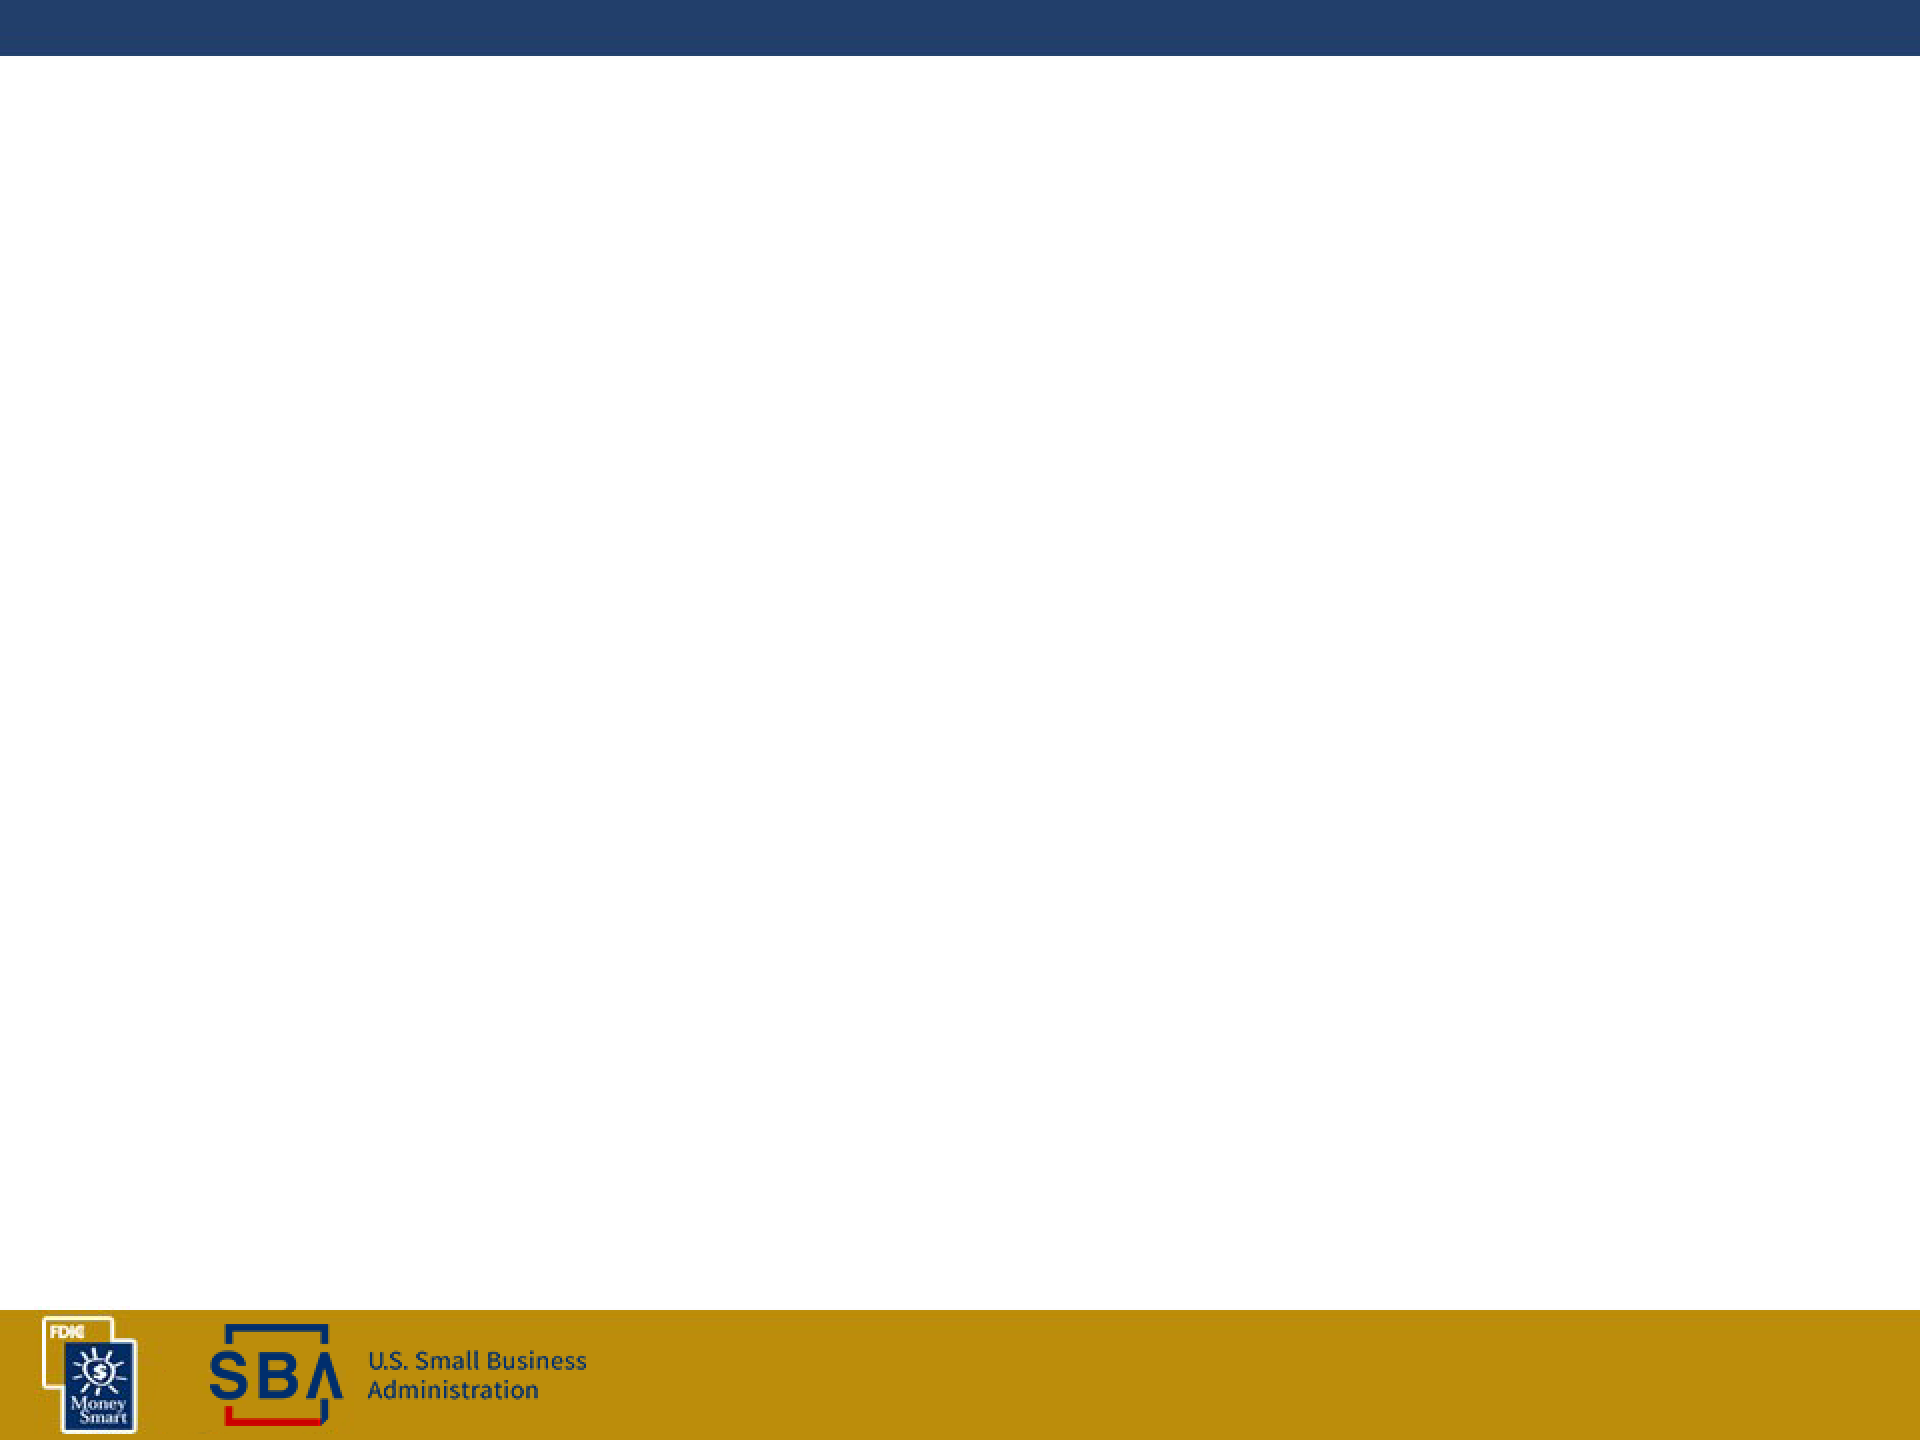 FDIC
Money
Smart
SBA
U.S. Small Business
Administration